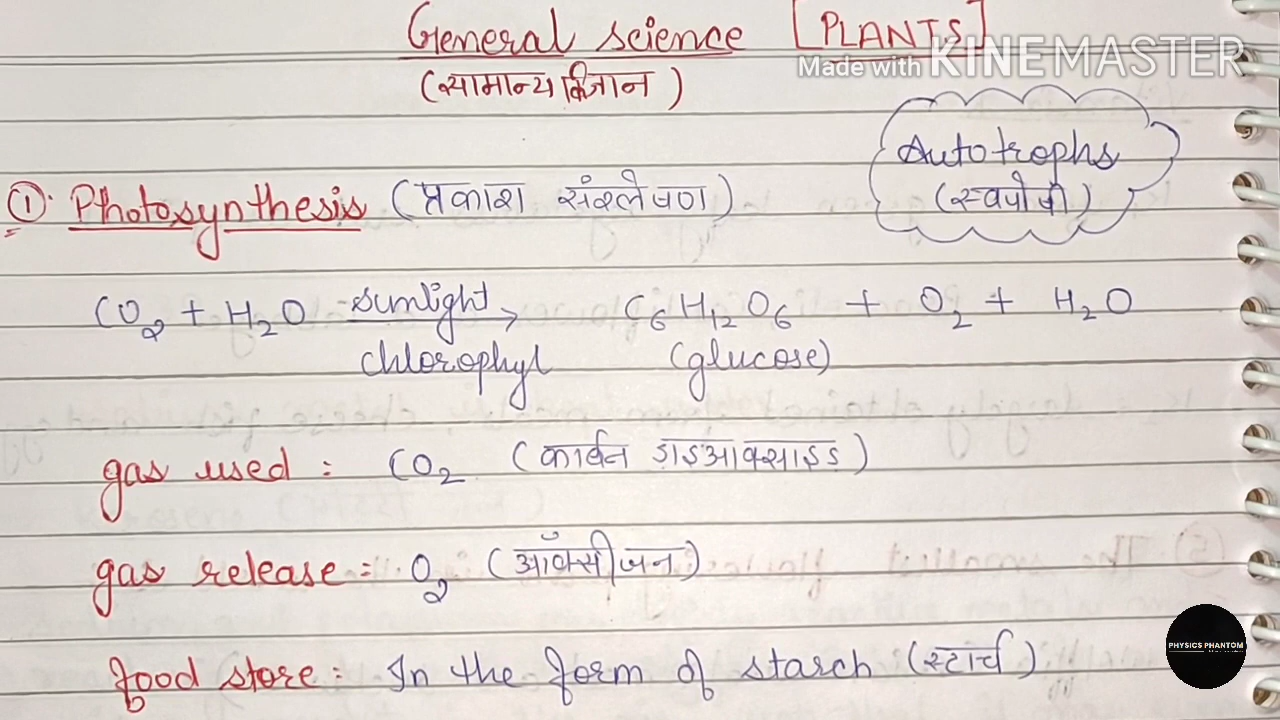 General science [PLANTS]
Made with KINEMASTER
(सामान्य विज्ञान)
Autotrophs
(स्वपोषी)
① Photosynthesis (प्रकाश संश्लेषण)
CO2 + H2O sunlight → C6H12O6 + O2 + H2O
chlorophyl (glucose)
gas used : CO2 (कार्बन डाइआक्साइड)
gas release :- O2 (ऑक्सीजन)
food store :- In the form of starch (स्टार्च)
PHYSICS PHANTOM